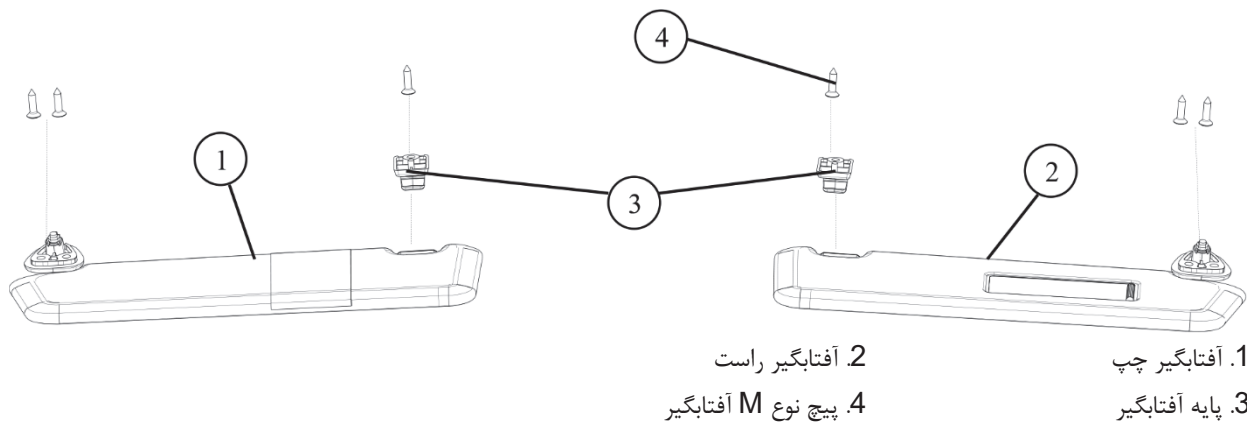 4
1
3
2
1. آفتابگیر چپ
2. آفتابگیر راست
3. پایه آفتابگیر
4. پیچ نوع M آفتابگیر